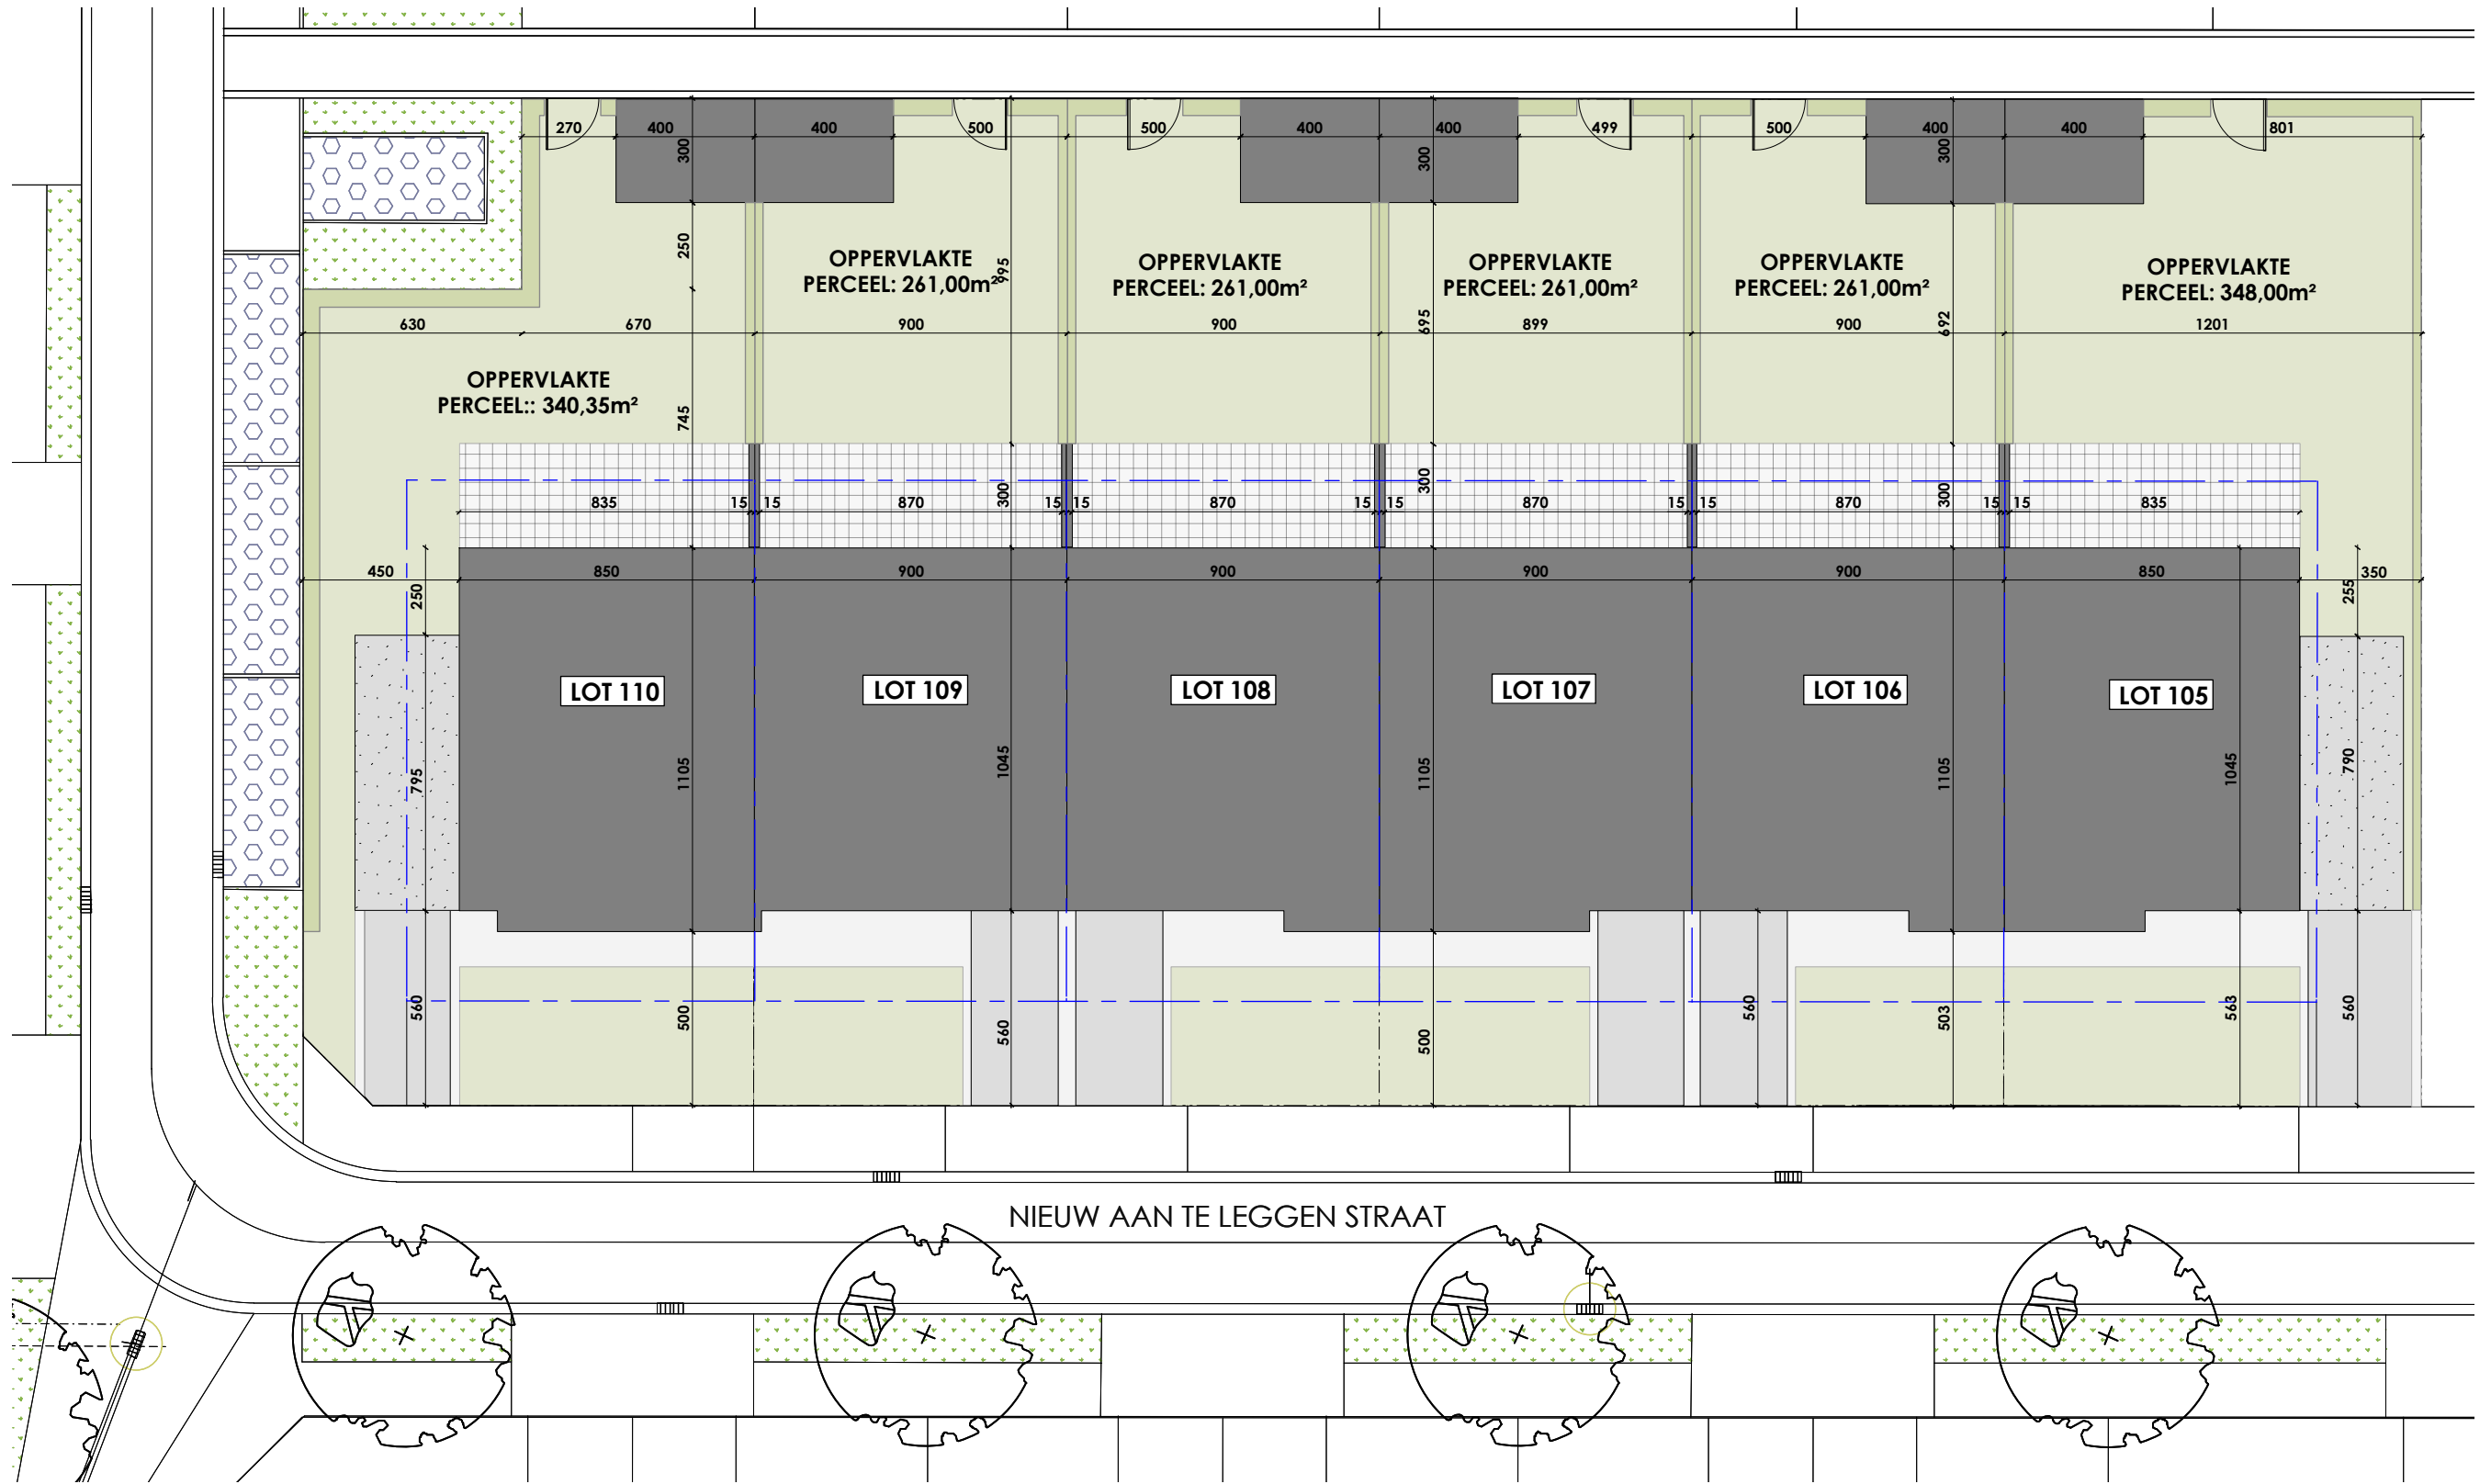 270 400 400 500 500 400 400 499 500 400 400 801
300 300 300
OPPERVLAKTE
PERCEEL: 261,00m²
OPPERVLAKTE
PERCEEL: 261,00m²
OPPERVLAKTE
PERCEEL: 261,00m²
OPPERVLAKTE
PERCEEL: 261,00m²
OPPERVLAKTE
PERCEEL: 348,00m²
250 995
630 670 900 900 899 900 1201
695 692
OPPERVLAKTE
PERCEEL:: 340,35m²
745
300 300 300
835 15 15 870 15 15 870 15 15 870 15 15 870 15 15 835
450 850 900 900 900 900 850 350
250 255
LOT 110 LOT 109 LOT 108 LOT 107 LOT 106 LOT 105
795 1105 1045 1105 1105 1045 790
560 500 560 500 560 503 563 560
NIEUW AAN TE LEGGEN STRAAT